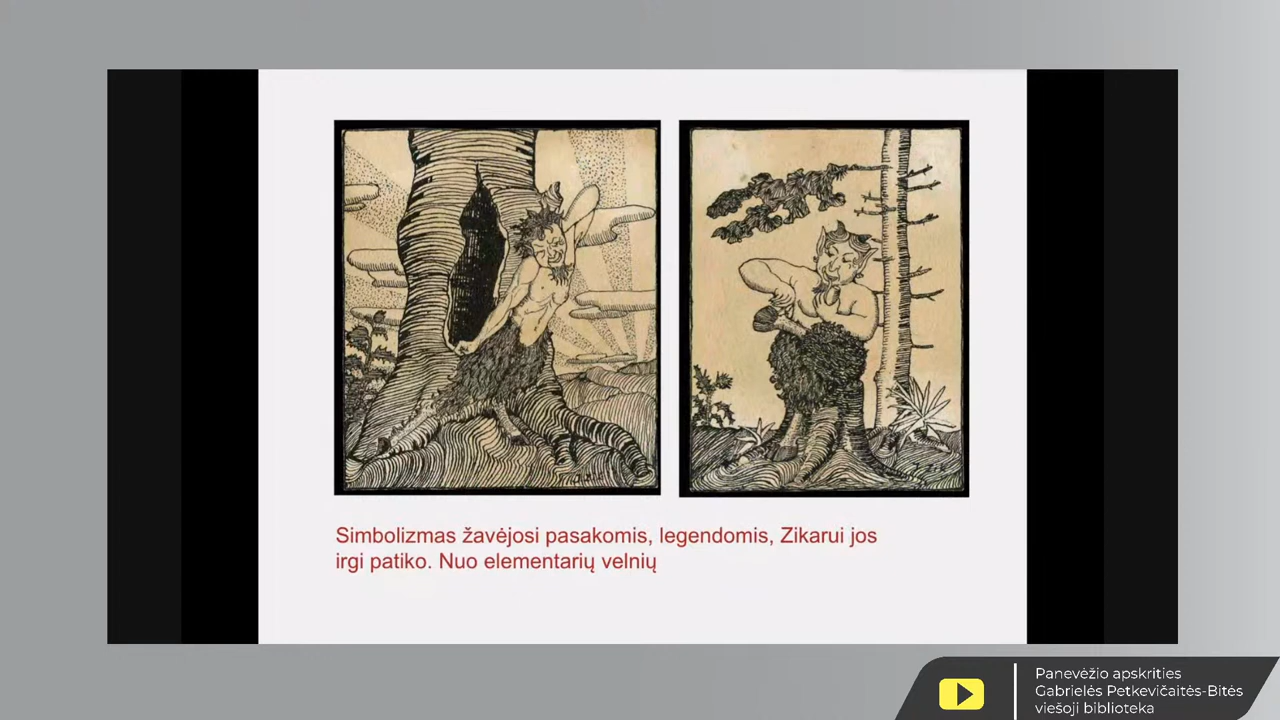 Simbolizmas žavėjosi pasakomis, legendomis, Zikarui jos
irgi patiko. Nuo elementarių velnių
Panevėžio apskrities
Gabrielės Petkevičaitės-Bitės
viešoji biblioteka